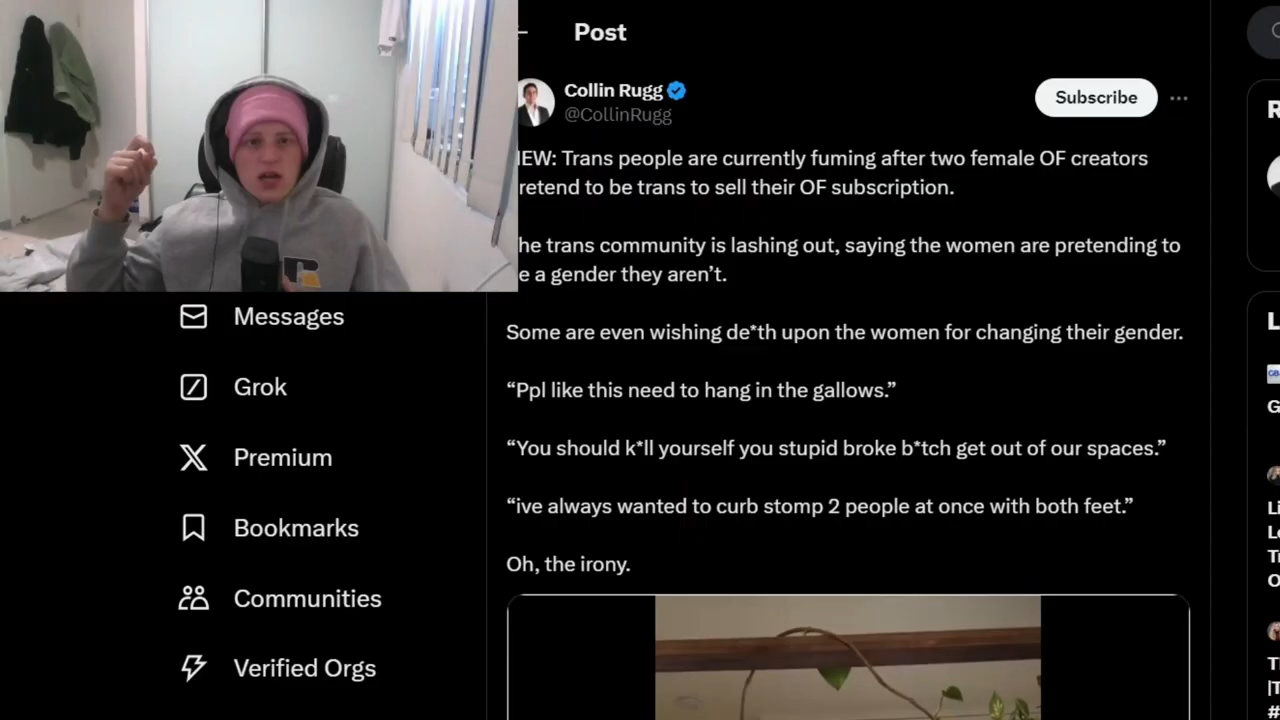 Post
Collin Rugg
@CollinRugg
Subscribe
Trans people are currently fuming after two female OF creators
to be trans to sell their OF subscription.
trans community is lashing out, saying the women are pretending to
a gender they aren’t.
Some are even wishing de*th upon the women for changing their gender.
“Ppl like this need to hang in the gallows.”
“You should k*ll yourself you stupid broke b*tch get out of our spaces.”
“ive always wanted to curb stomp 2 people at once with both feet.”
Oh, the irony.
Messages
Grok
Premium
Bookmarks
Communities
Verified Orgs